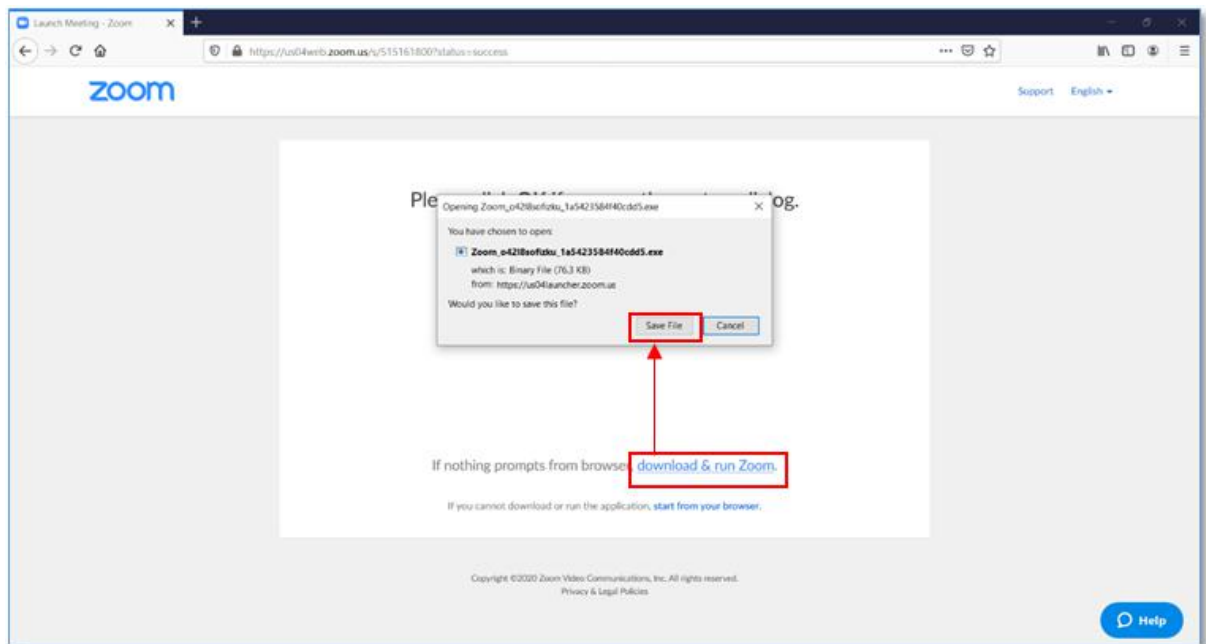 Launch Meeting - Zoom
https://us04web.zoom.us/s/515161800?status=success
zoom
Support English
Ple og.
Opening Zoom_o42l8sofizku_1a5423584f40cdd5.exe
You have chosen to open:
Zoom_o42l8sofizku_1a5423584f40cdd5.exe
which is: Binary File (76.3 KB)
from: https://us04launcher.zoom.us
Would you like to save this file?
Save File Cancel
If nothing prompts from browser, download & run Zoom.
If you cannot download or run the application, start from your browser.
Copyright ©2020 Zoom Video Communications, Inc. All rights reserved.
Privacy & Legal Policies
Help